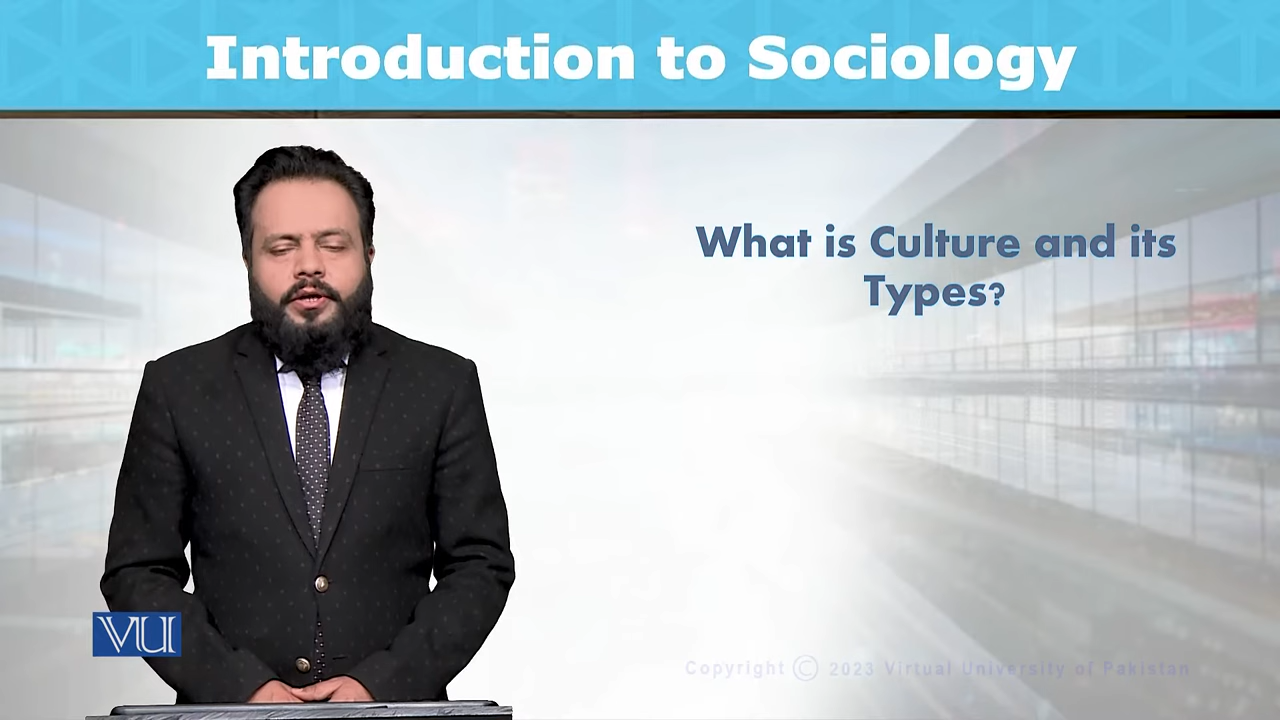 Introduction to Sociology
What is Culture and its
Types?
VU
Copyright © 2023 Virtual University of Pakistan